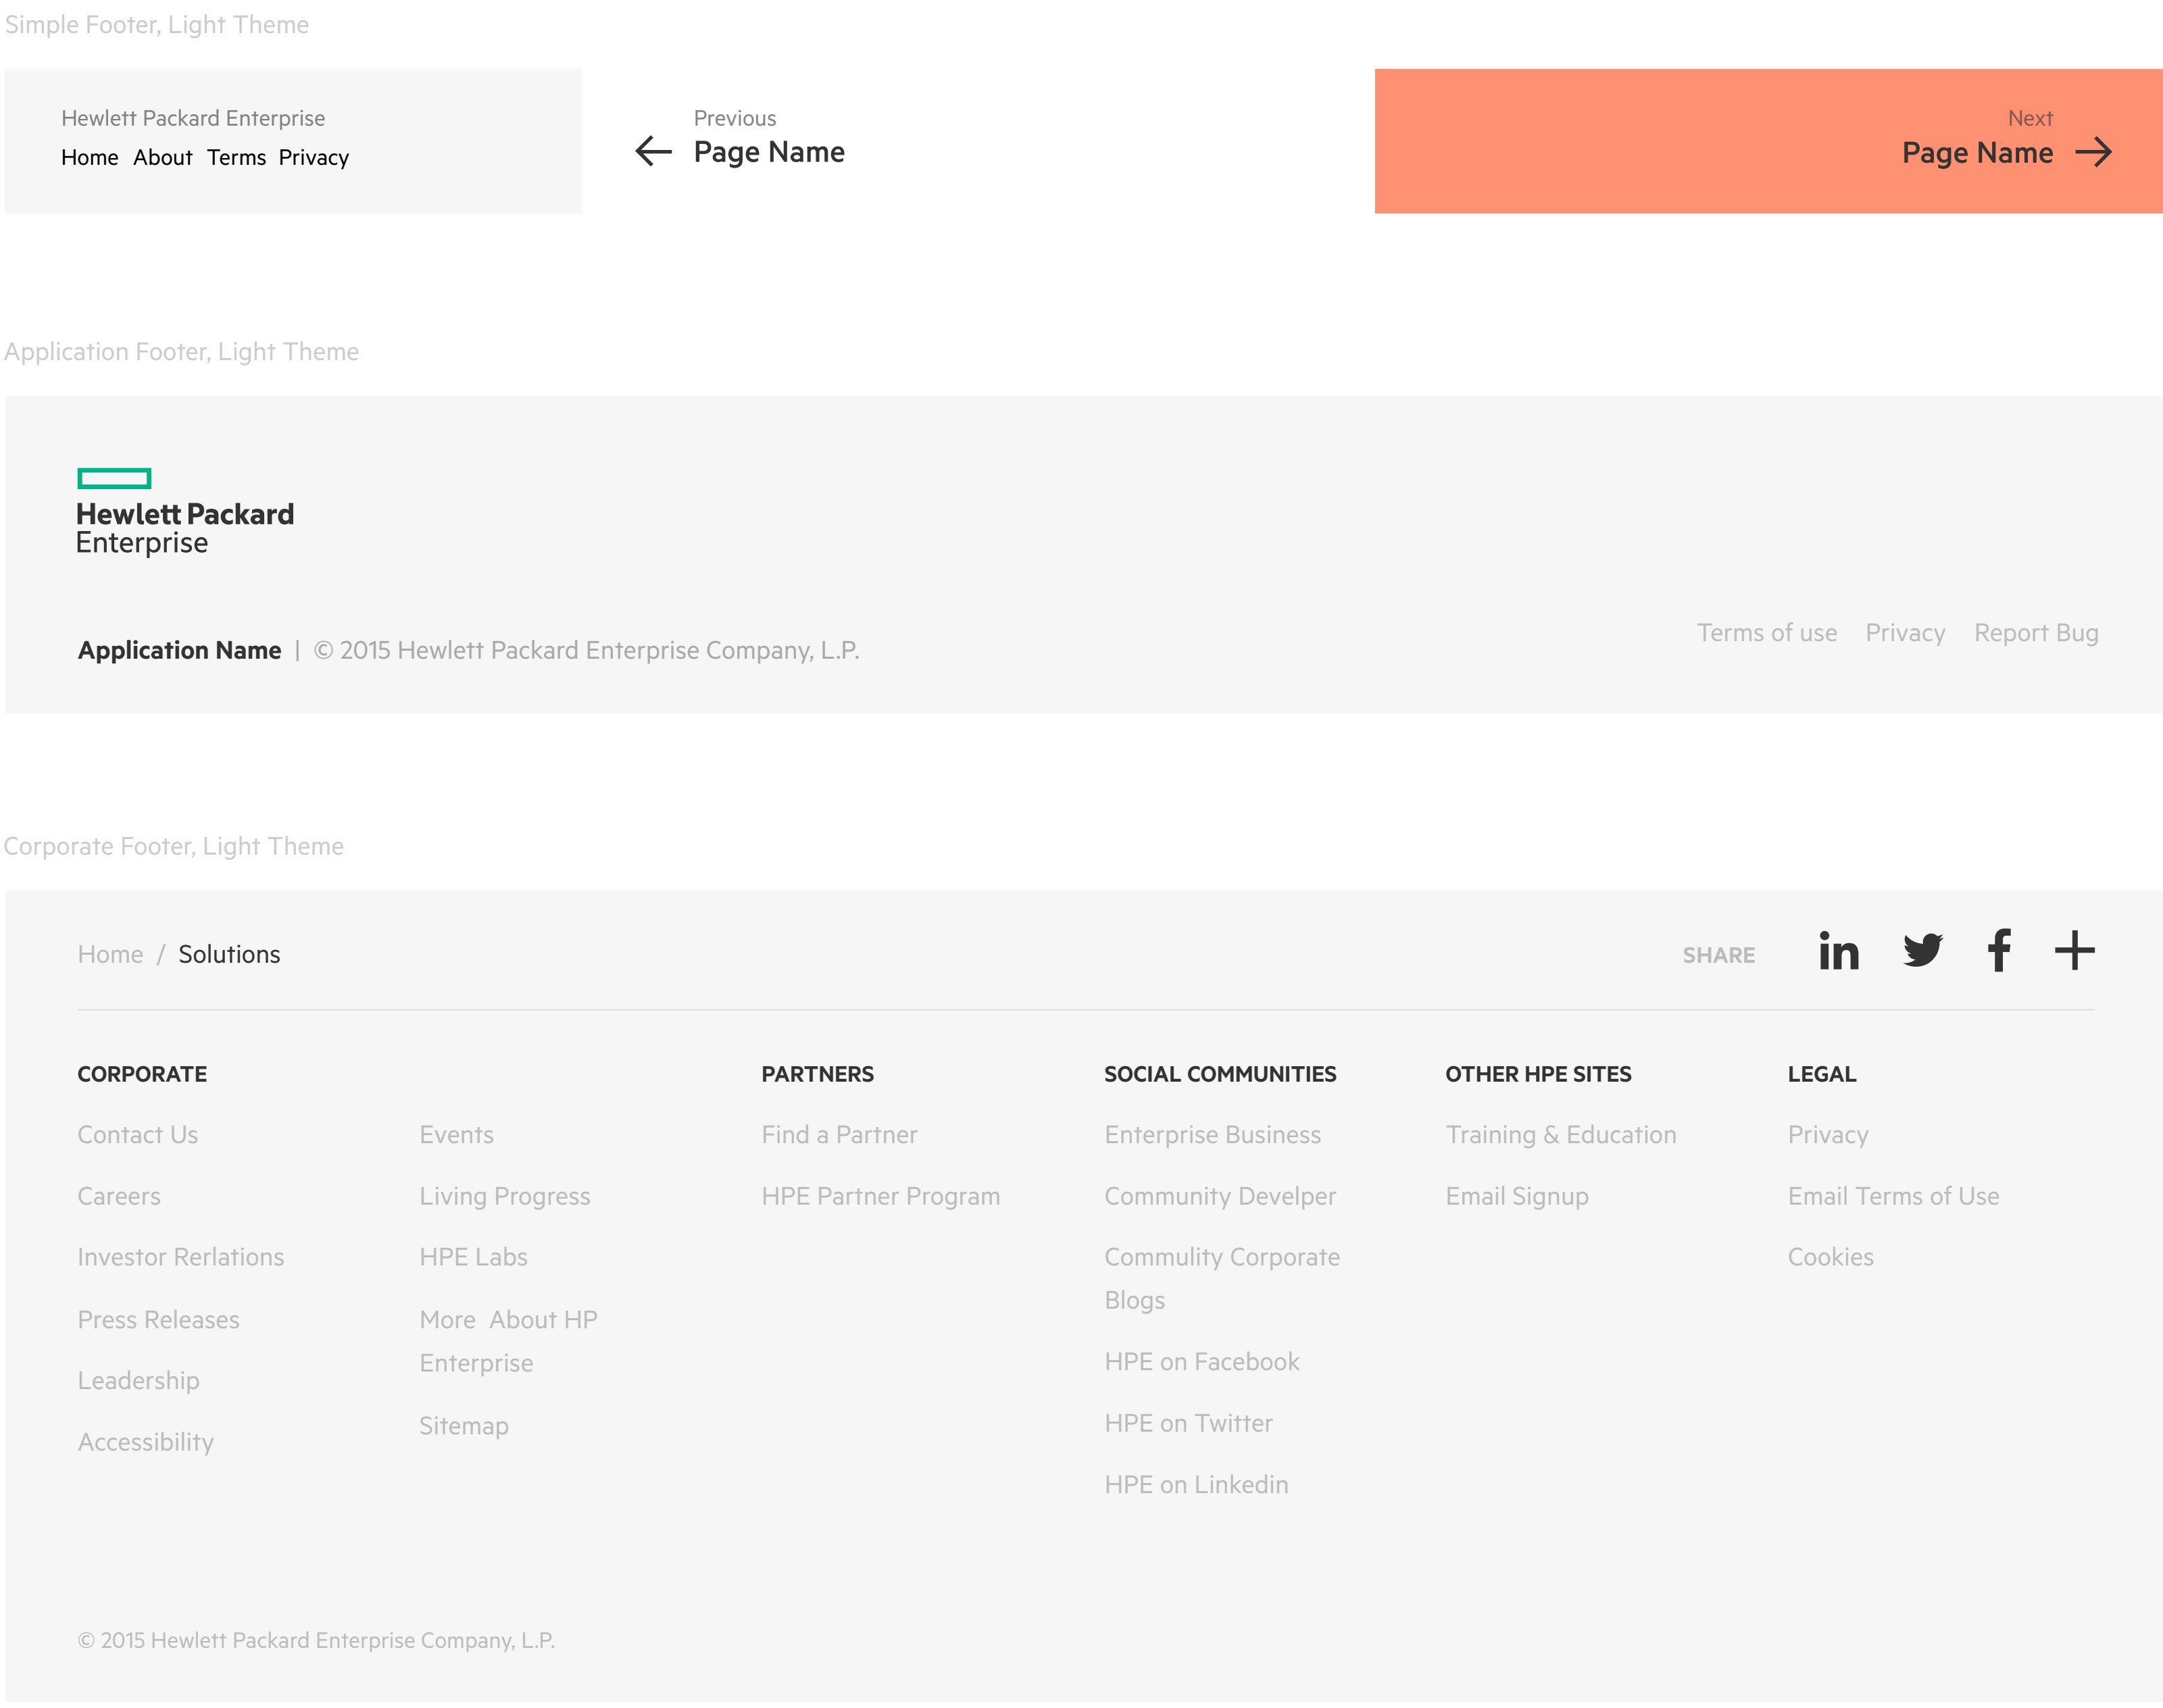 Simple Footer, Light Theme
Hewlett Packard Enterprise
Home About Terms Privacy
Previous
Page Name
Next
Page Name
Application Footer, Light Theme
Hewlett Packard
Enterprise
Application Name | © 2015 Hewlett Packard Enterprise Company, L.P.
Terms of use Privacy Report Bug
Corporate Footer, Light Theme
Home / Solutions
SHARE
CORPORATE
Contact Us
Careers
Investor Rerlations
Press Releases
Leadership
Accessibility
Events
Living Progress
HPE Labs
More About HP
Enterprise
Sitemap
PARTNERS
Find a Partner
HPE Partner Program
SOCIAL COMMUNITIES
Enterprise Business
Community Develper
Commulity Corporate
Blogs
HPE on Facebook
HPE on Twitter
HPE on Linkedin
OTHER HPE SITES
Training & Education
Email Signup
LEGAL
Privacy
Email Terms of Use
Cookies
© 2015 Hewlett Packard Enterprise Company, L.P.